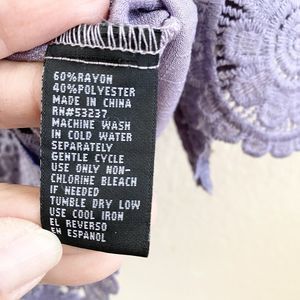 60%RAYON
40%POLYESTER
MADE IN CHINA
RN#53237
MACHINE WASH
IN COLD WATER
SEPARATELY
GENTLE CYCLE
USE ONLY NON-
CHLORINE BLEACH
IF NEEDED
TUMBLE DRY LOW
USE COOL IRON
EL REVERSO
EN ESPANOL